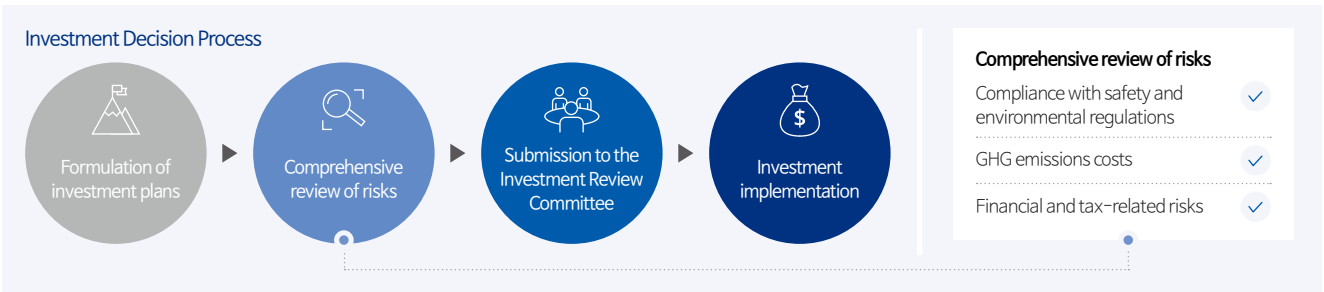 Investment Decision Process
Formulation of
investment plans
Comprehensive
review of risks
Submission to the
Investment Review
Committee
$
Investment
implementation
Comprehensive review of risks
Compliance with safety and
environmental regulations
GHG emissions costs
Financial and tax-related risks